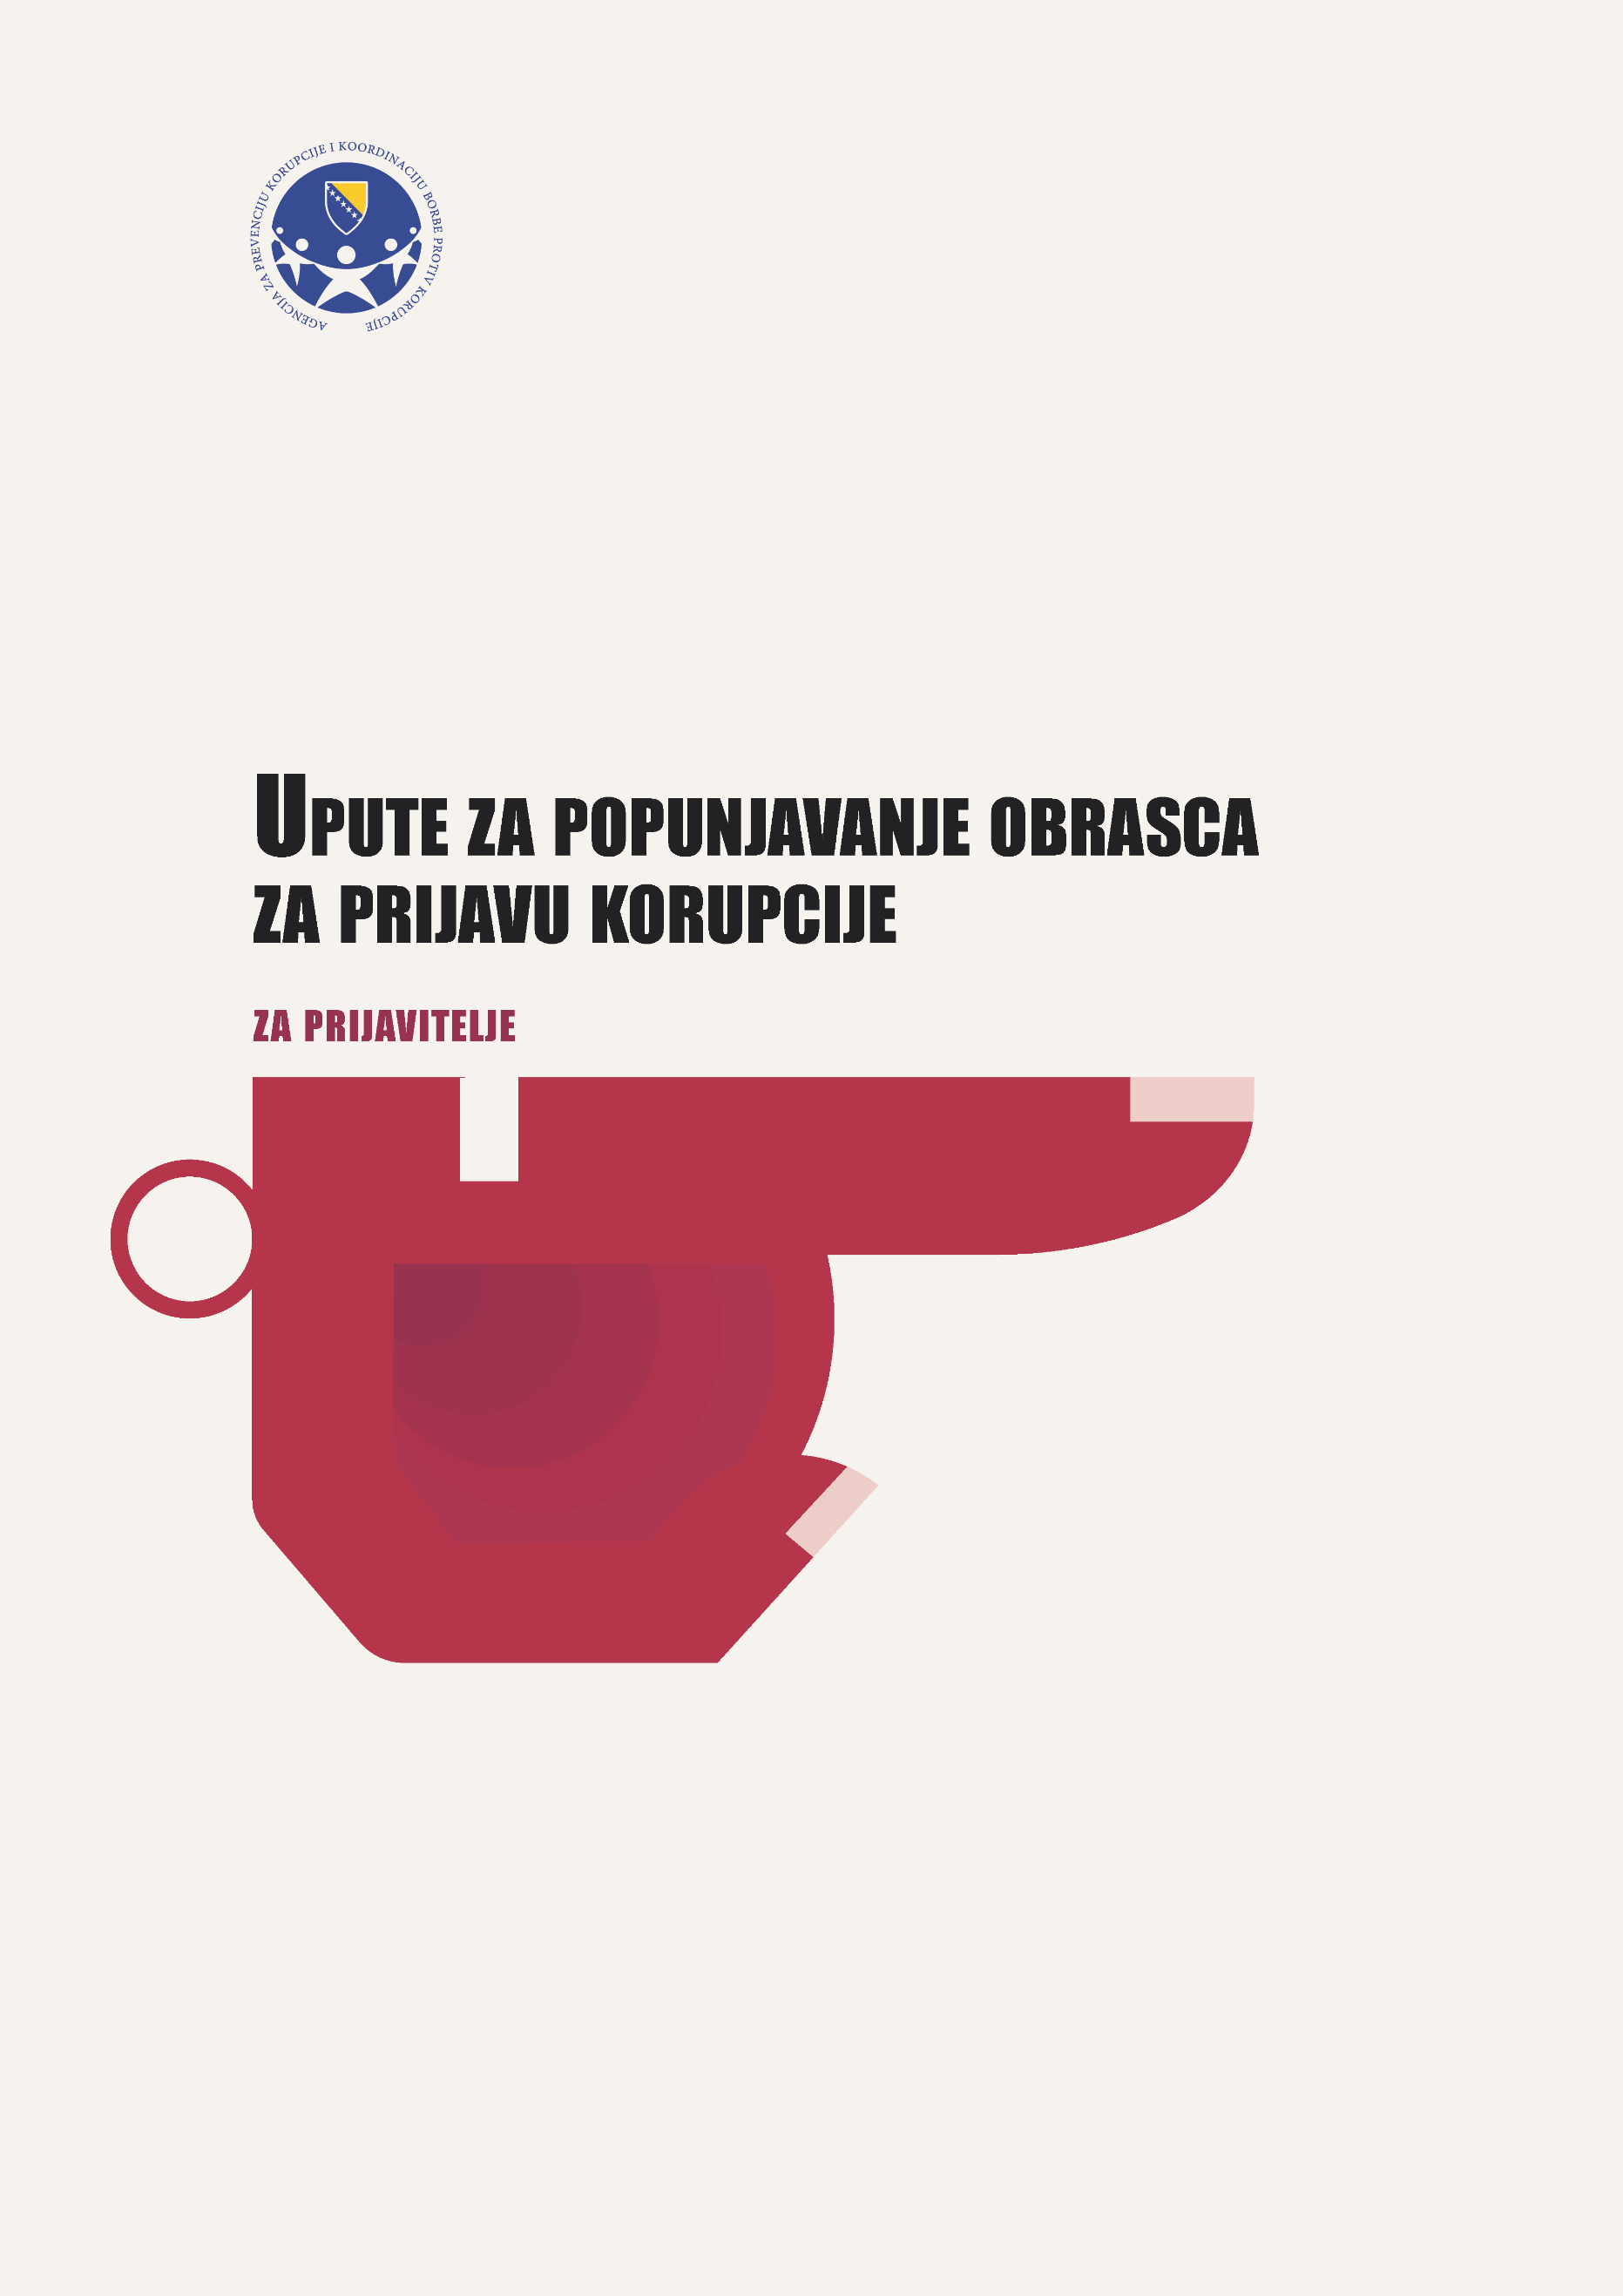 AGENCIJA ZA PREVENCIJU KORUPCIJE I KOORDINACIJU BORBE PROTIV KORUPCIJE
UPUTE ZA POPUNJAVANJE OBRASCA
ZA PRIJAVU KORUPCIJE
ZA PRIJAVITELJE